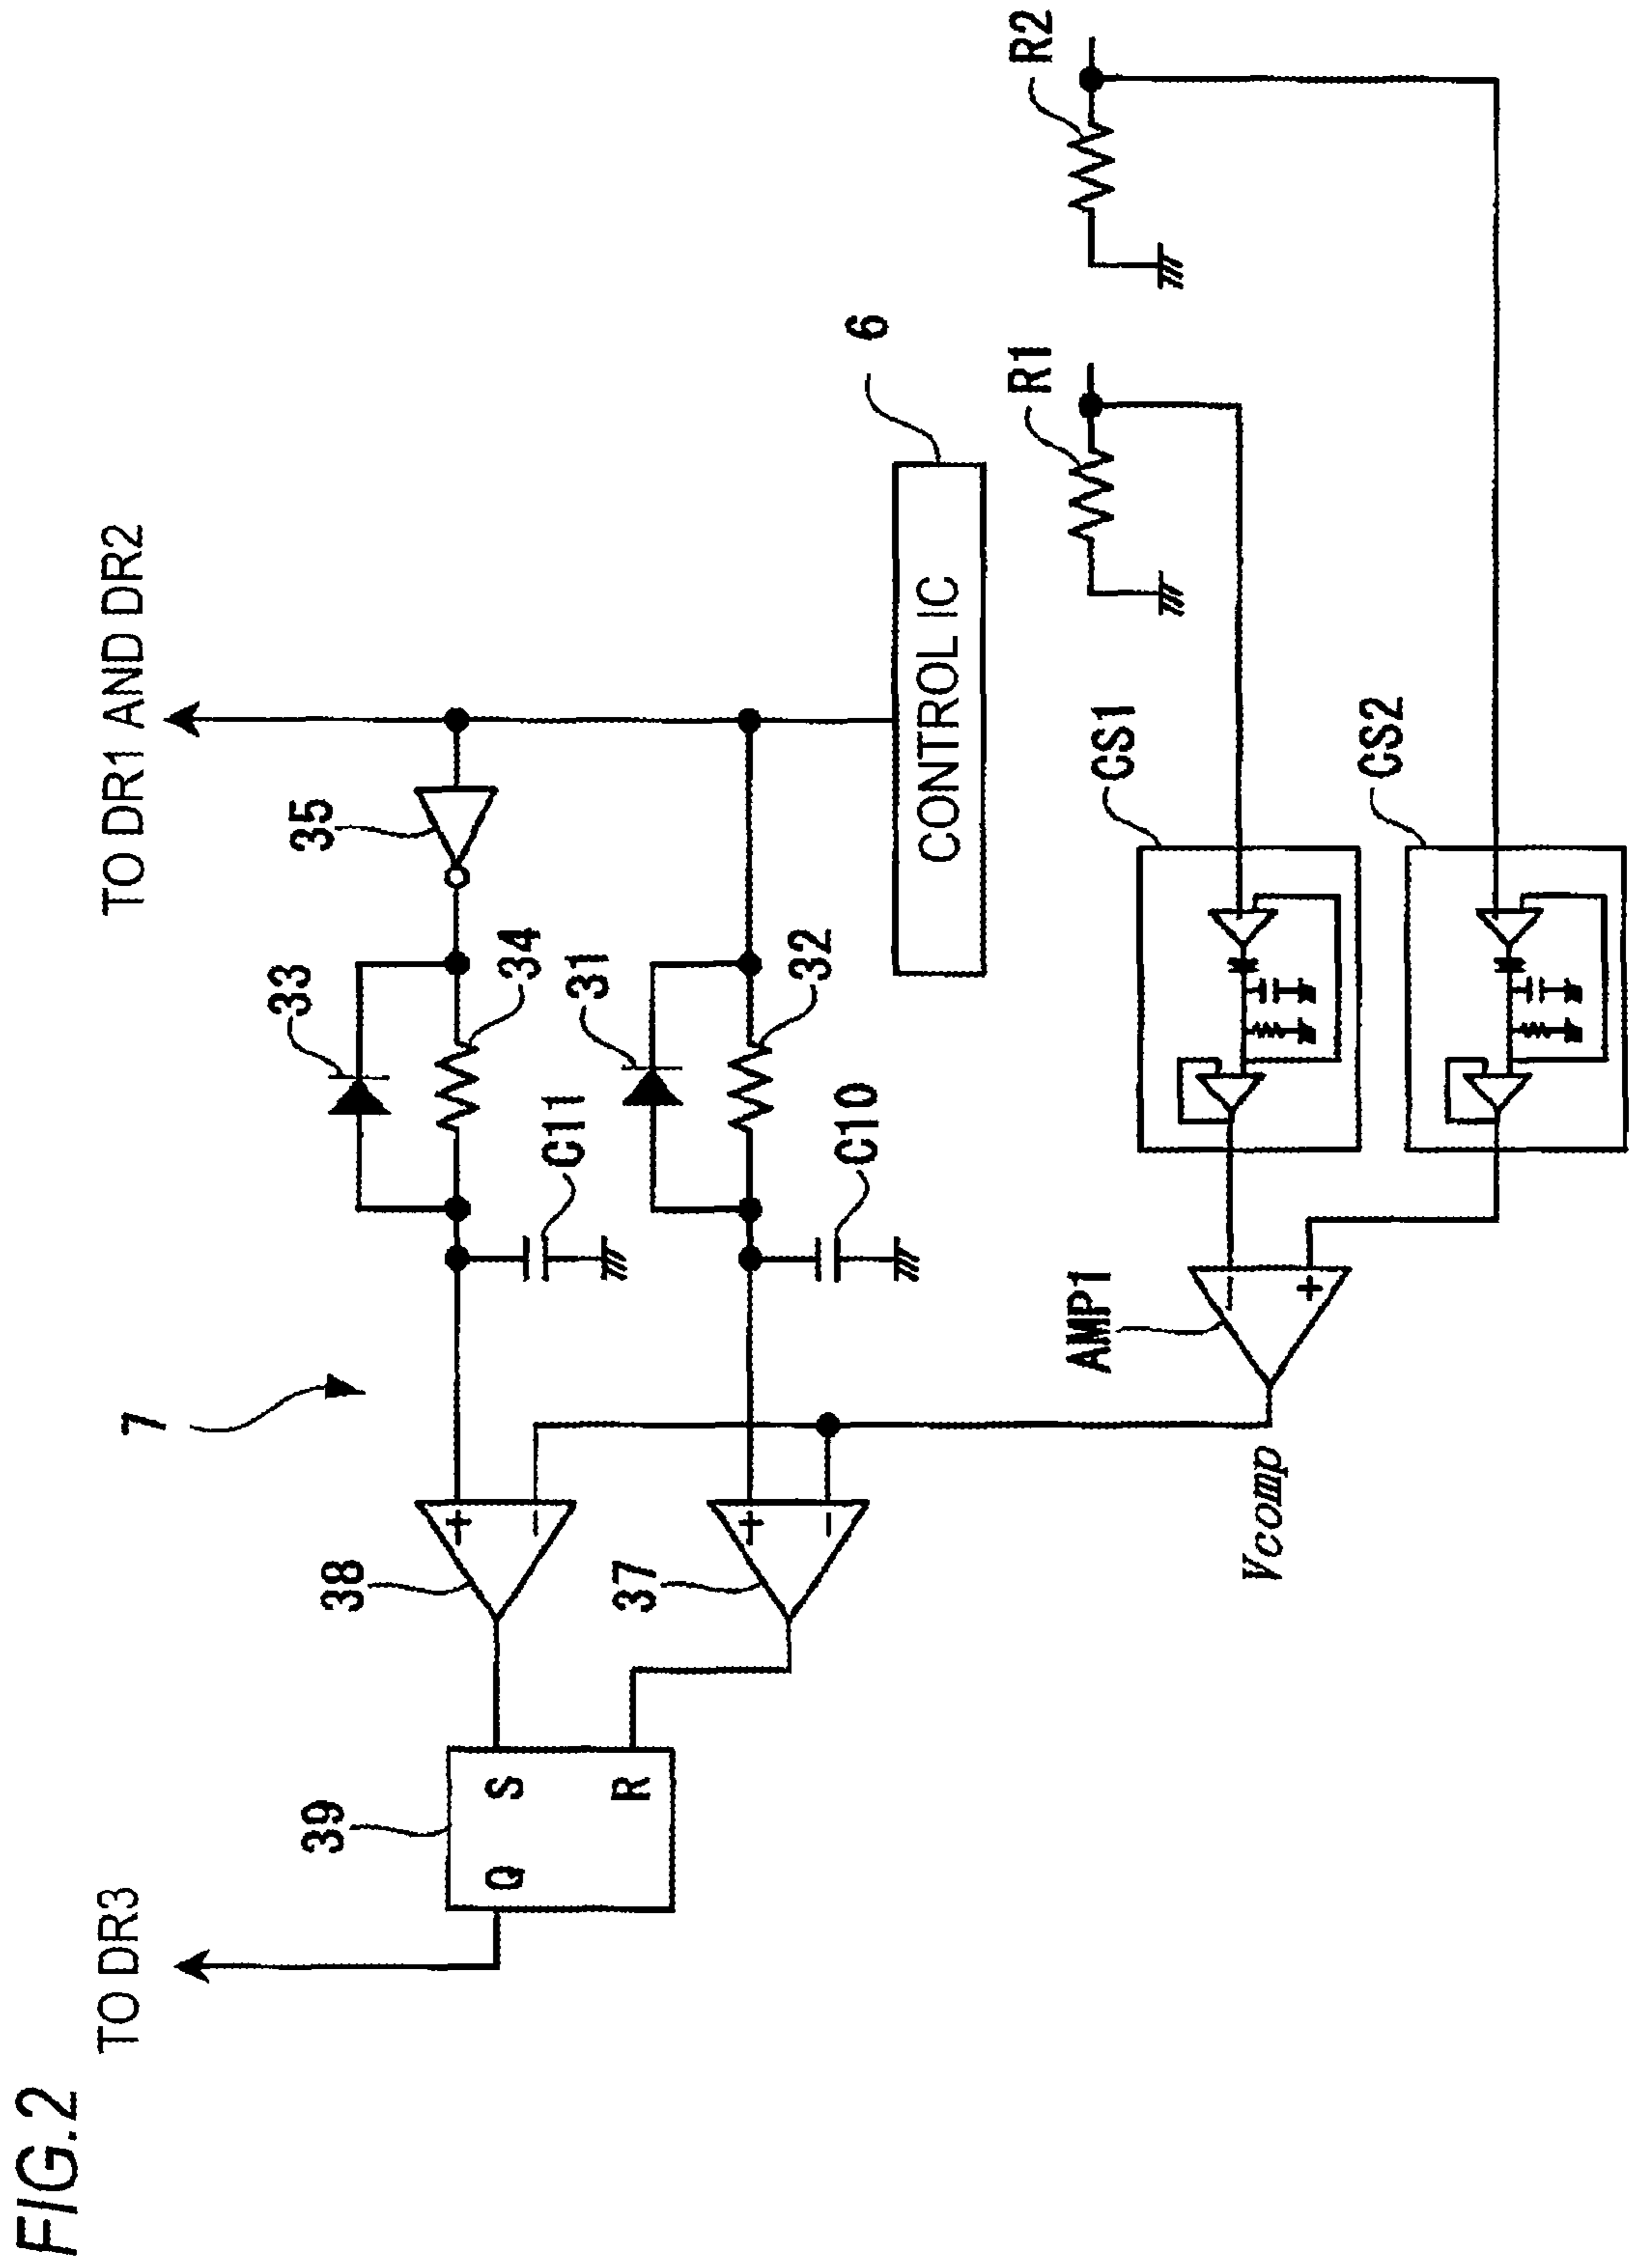 FIG.2
TO DR3
TO DR1 AND DR2
7
39
Q
S
R
38
+
−
37
+
−
33
34
35
C11
31
32
C10
CONTROL IC
6
Vcomp
AMP1
−
+
CS1
CS2
R1
R2